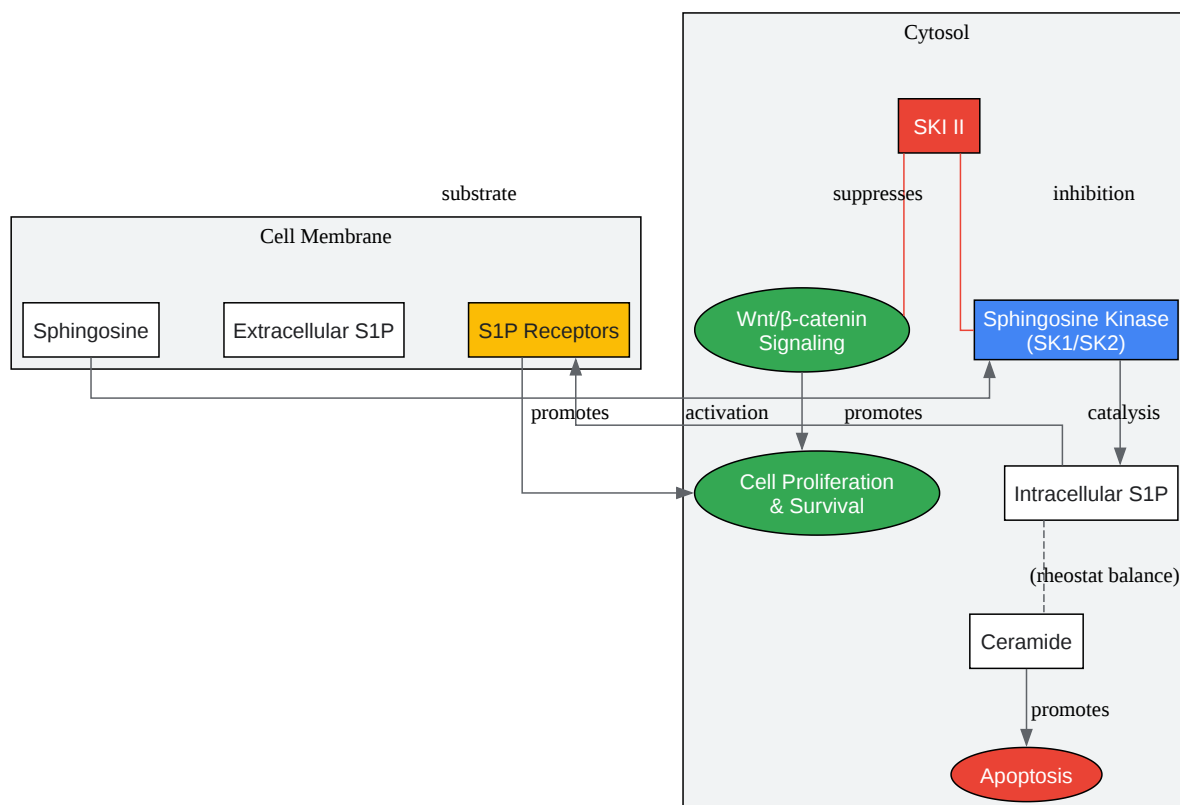 Cytosol
SKI II
substrate
suppresses
inhibition
Cell Membrane
Sphingosine
Extracellular S1P
S1P Receptors
Wnt/β-catenin
Signaling
Sphingosine Kinase
(SK1/SK2)
promotes
activation
promotes
catalysis
Cell Proliferation
& Survival
Intracellular S1P
(rheostat balance)
Ceramide
promotes
Apoptosis